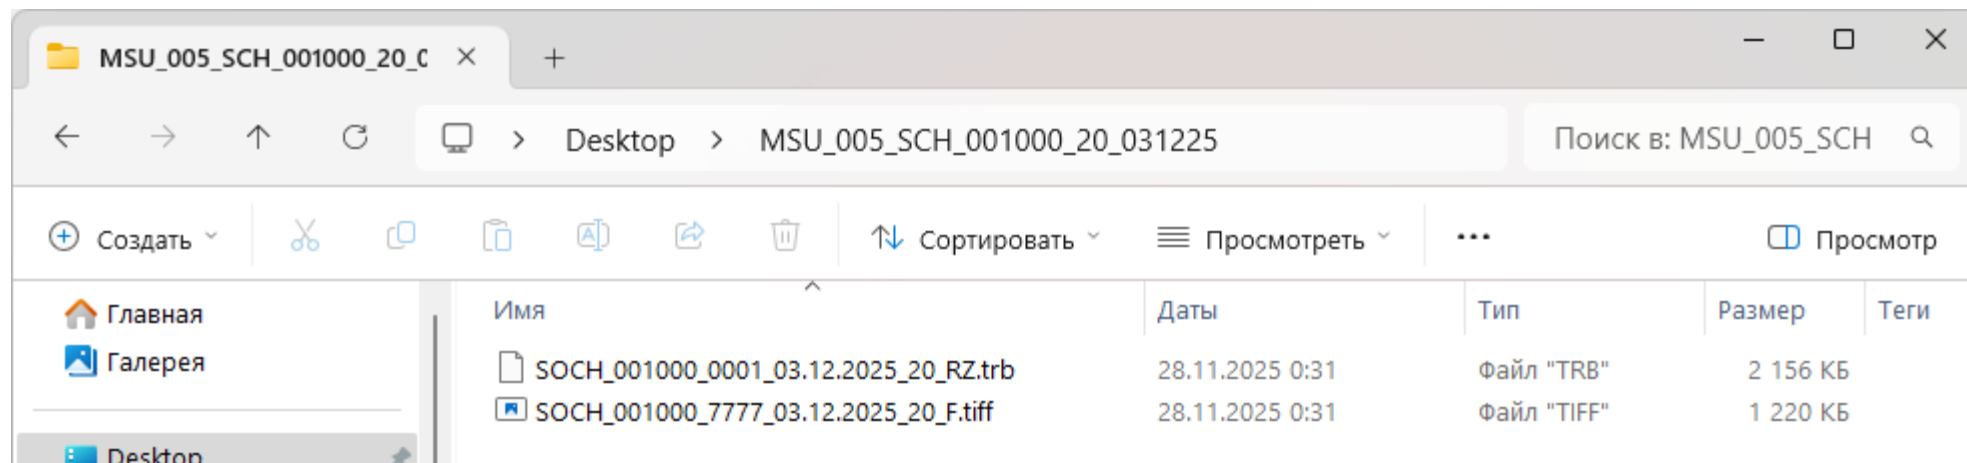 MSU_005_SCH_001000_20_0
Desktop > MSU_005_SCH_001000_20_031225 Поиск в: MSU_005_SCH
Создать Сортировать Просмотреть ... Просмотр
Главная
Галерея
Desktop
Имя Даты Тип Размер Теги
SOCH_001000_0001_03.12.2025_20_RZ.trb 28.11.2025 0:31 Файл "TRB" 2 156 КБ
SOCH_001000_7777_03.12.2025_20_F.tiff 28.11.2025 0:31 Файл "TIFF" 1 220 КБ